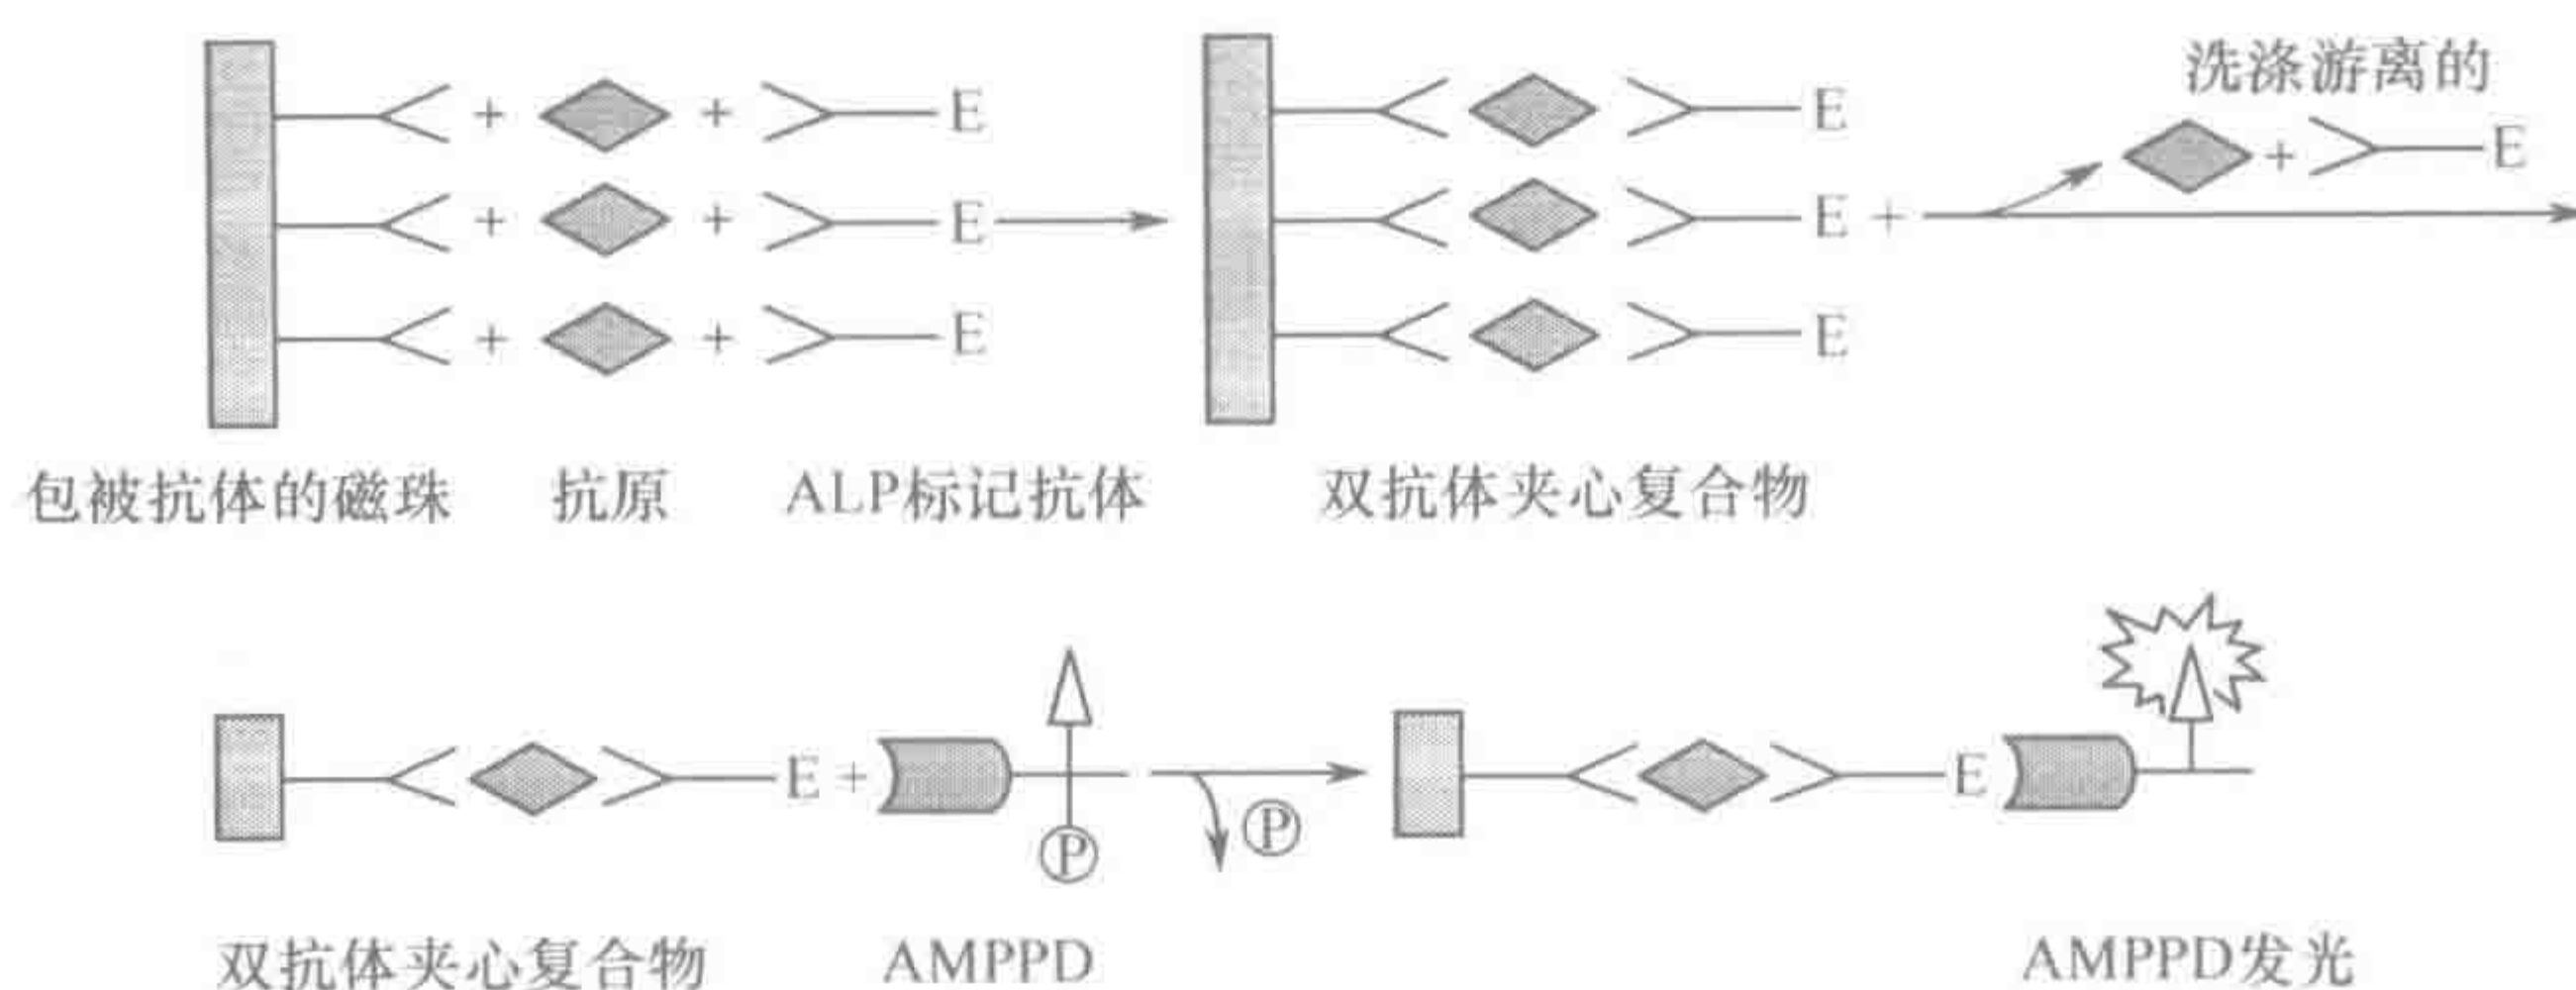 洗涤游离的
+ + E E + E
+ + E E +
+ + E E
包被抗体的磁珠 抗原 ALP标记抗体 双抗体夹心复合物
E + P P E
双抗体夹心复合物 AMPPD AMPPD发光